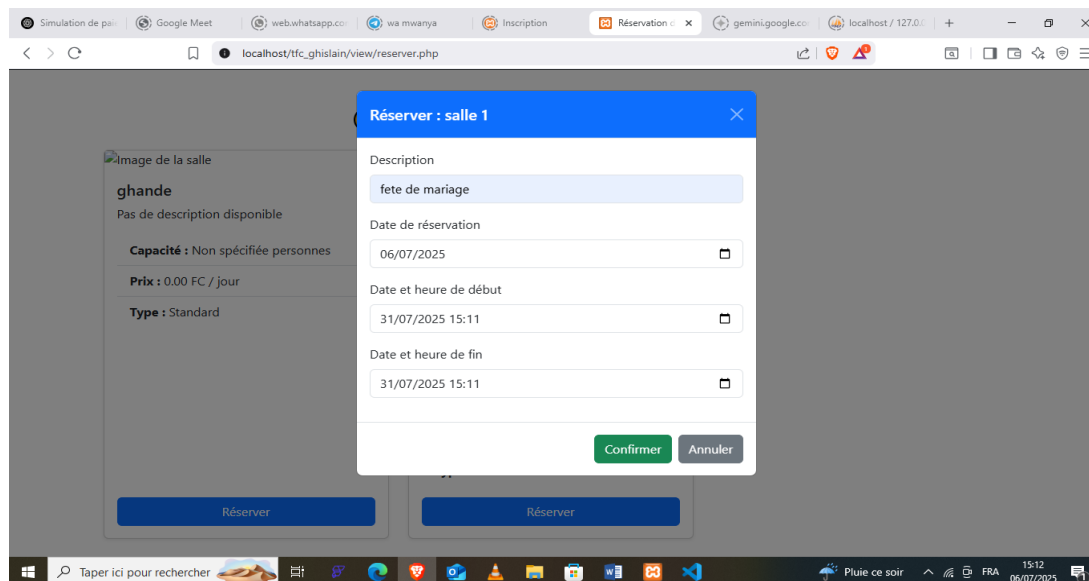 Simulation de pai
Google Meet
web.whatsapp.co
wa mwanya
Inscription
Réservation d
gemini.google.co
localhost / 127.0.
localhost/tfc_ghislain/view/reserver.php
Réserver : salle 1
Image de la salle
ghande
Pas de description disponible
Capacité : Non spécifiée personnes
Prix : 0.00 FC / jour
Type : Standard
Réserver
Description
fete de mariage
Date de réservation
06/07/2025
Date et heure de début
31/07/2025 15:11
Date et heure de fin
31/07/2025 15:11
Confirmer
Annuler
Réserver
Taper ici pour rechercher
Pluie ce soir
FRA
15:12
06/07/2025